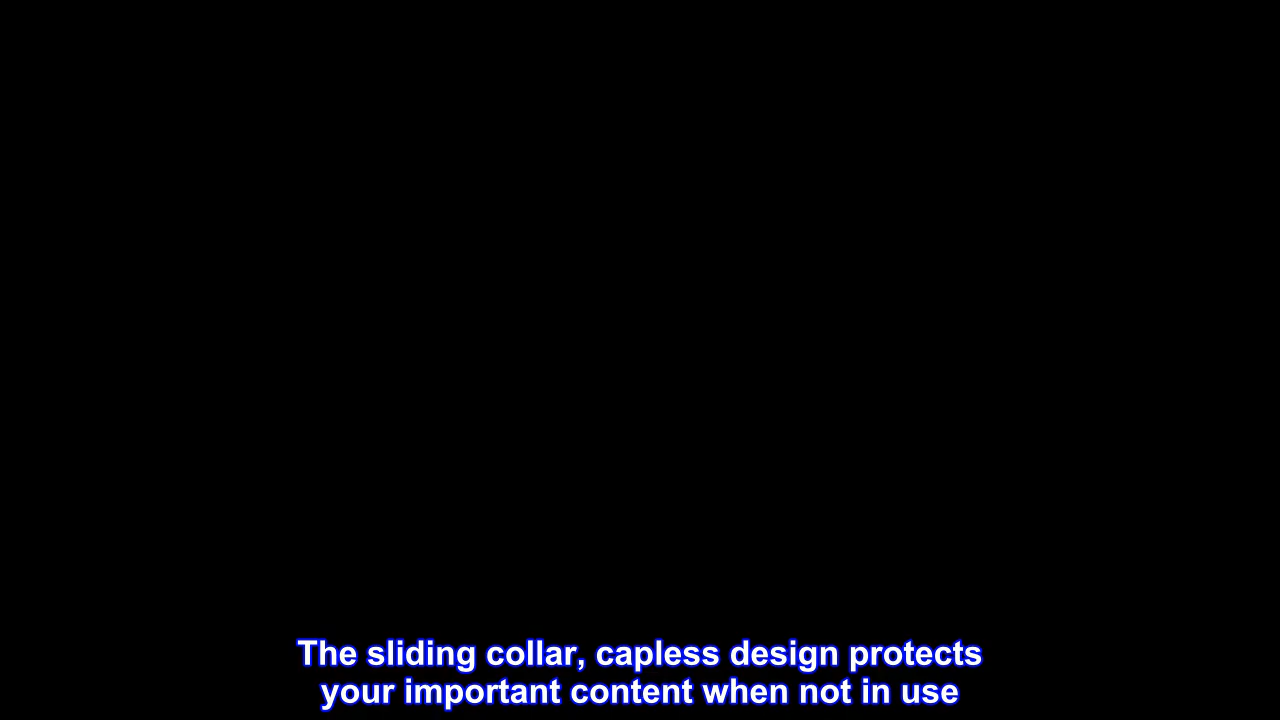 The sliding collar, capless design protects
your important content when not in use